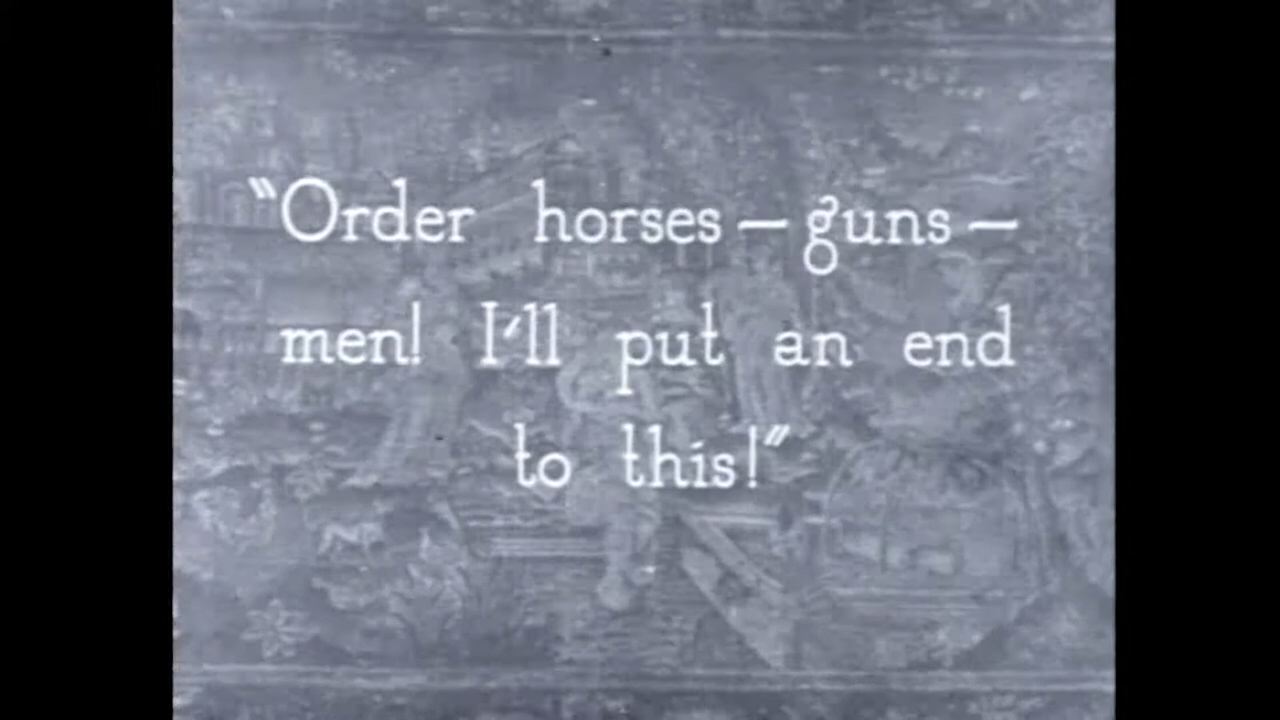 “Order horses — guns —
men! I'll put an end
to this!”